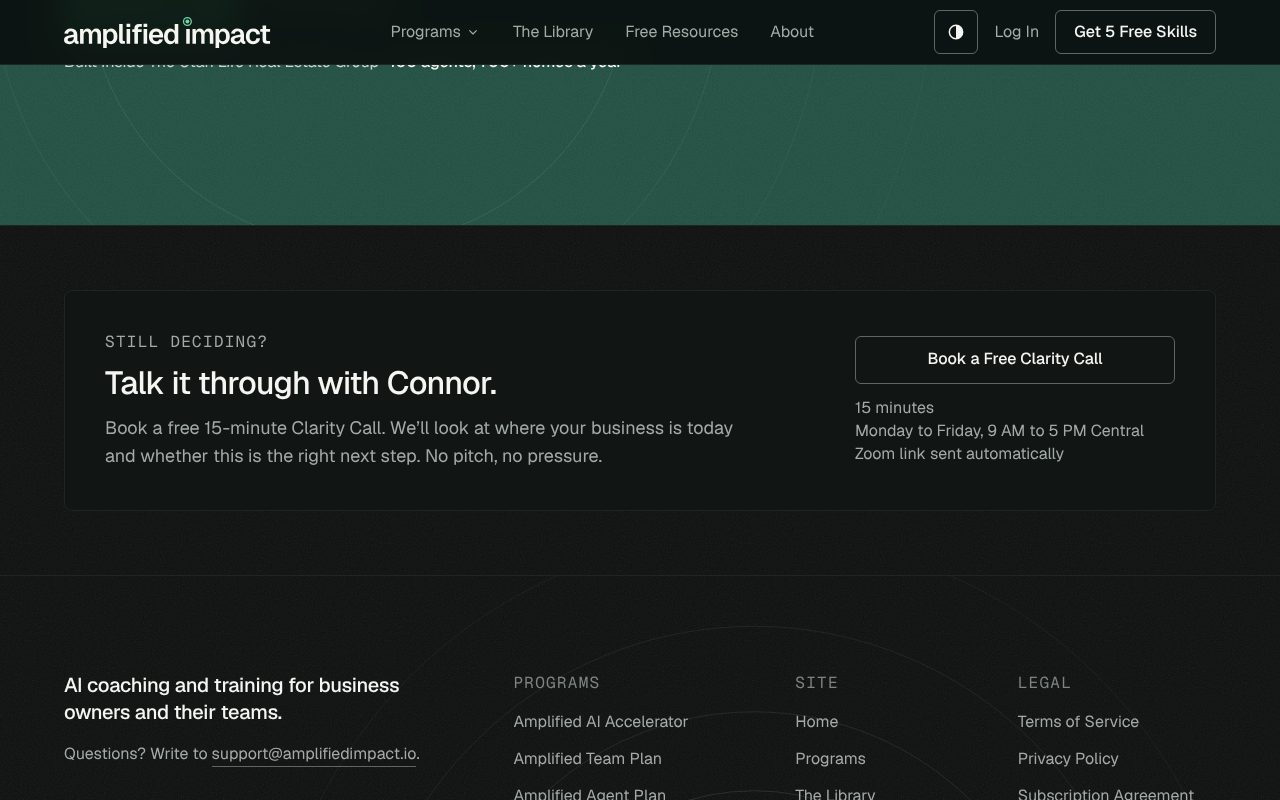 amplified impact
Programs
The Library
Free Resources
About
Log In
Get 5 Free Skills
STILL DECIDING?
Talk it through with Connor.
Book a free 15-minute Clarity Call. We'll look at where your business is today
and whether this is the right next step. No pitch, no pressure.
Book a Free Clarity Call
15 minutes
Monday to Friday, 9 AM to 5 PM Central
Zoom link sent automatically
AI coaching and training for business
owners and their teams.
Questions? Write to support@amplifiedimpact.io.
PROGRAMS
Amplified AI Accelerator
Amplified Team Plan
Amplified Agent Plan
SITE
Home
Programs
The Library
LEGAL
Terms of Service
Privacy Policy
Subscription Agreement